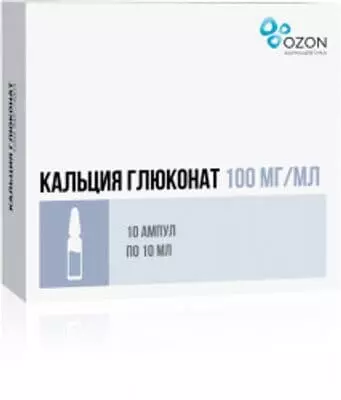 OZON
ФАРМАЦЕВТИКА
КАЛЬЦИЯ ГЛЮКОНАТ 100 МГ/МЛ
10 АМПУЛ
ПО 10 МЛ
КАЛЬЦИЯ ГЛЮКОНАТ